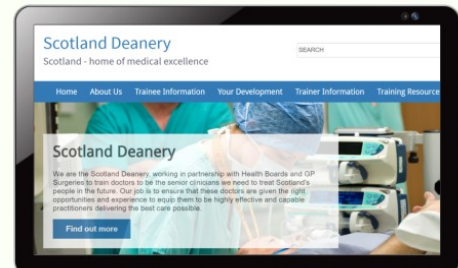 Scotland Deanery
Scotland - home of medical excellence
SEARCH
Home About Us Trainee Information Your Development Trainer Information Training Resource
Scotland Deanery
We are the Scotland Deanery, working in partnership with Health Boards and GP
Surgeries to train doctors to be the senior clinicians we need to treat Scotland's
people in the future. Our job is to ensure that these doctors are given the right
opportunities and experience to equip them to be highly effective and capable
practitioners delivering the best care possible.
Find out more